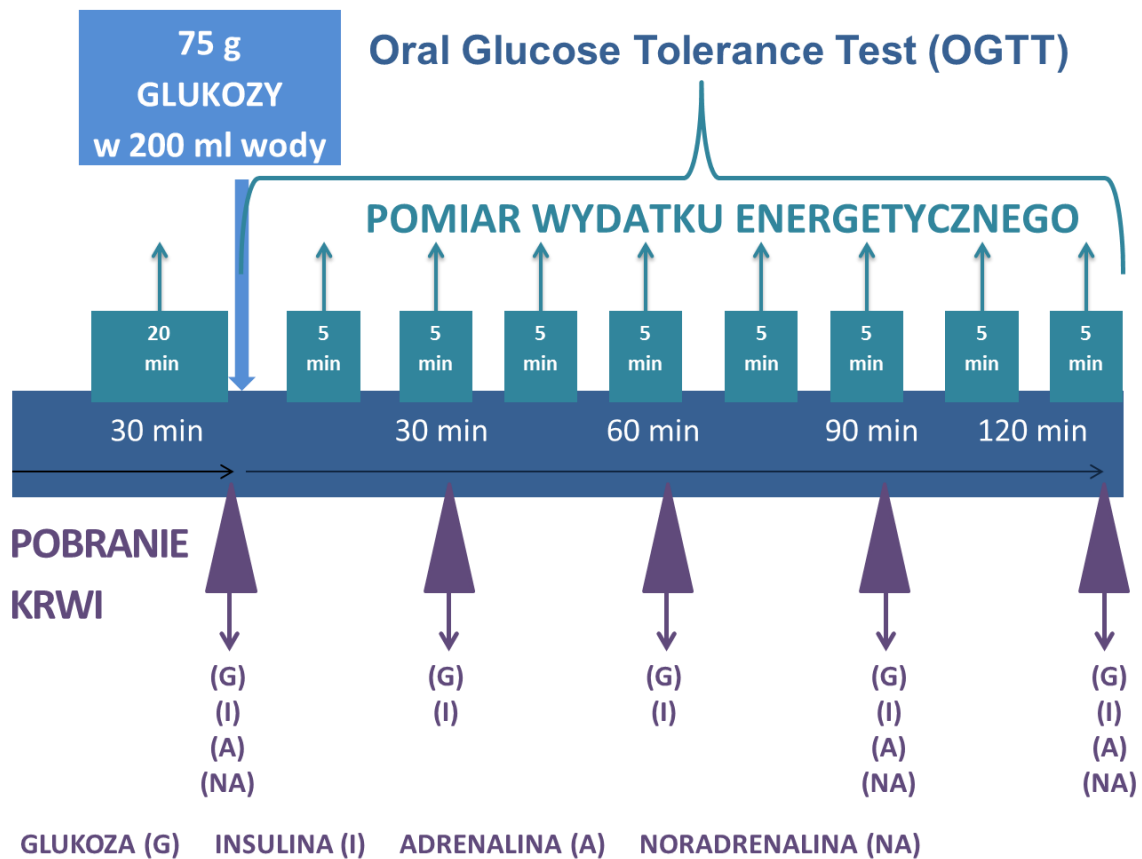 75 g
GLUKOZY
w 200 ml wody
Oral Glucose Tolerance Test (OGTT)
POMIAR WYDATKU ENERGETYCZNEGO
20
min
5
min
5
min
5
min
5
min
5
min
5
min
5
min
5
min
30 min
30 min
60 min
90 min
120 min
POBRANIE
KRWI
(G)
(I)
(A)
(NA)
(G)
(I)
(G)
(I)
(G)
(I)
(A)
(NA)
(G)
(I)
(A)
(NA)
GLUKOZA (G) INSULINA (I) ADRENALINA (A) NORADRENALINA (NA)